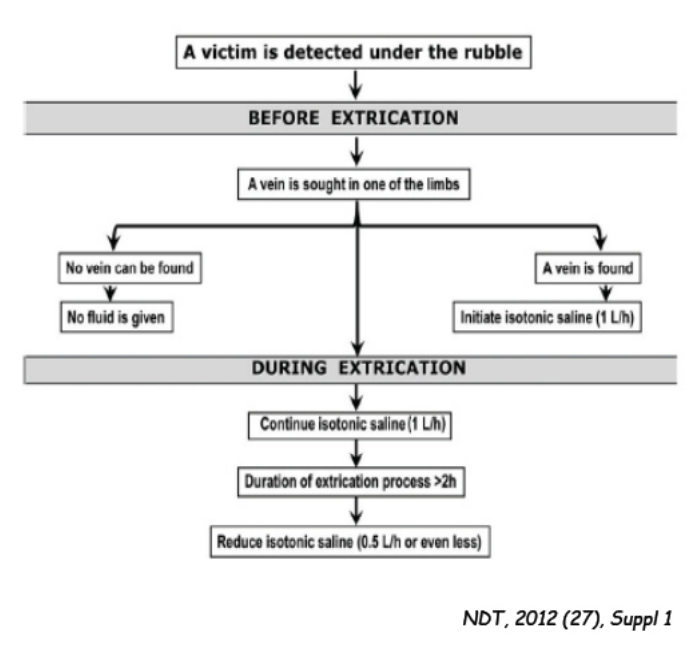 A victim is detected under the rubble
BEFORE EXTRICATION
A vein is sought in one of the limbs
No vein can be found
A vein is found
No fluid is given
Initiate isotonic saline (1 L/h)
DURING EXTRICATION
Continue isotonic saline (1 L/h)
Duration of extrication process >2h
Reduce isotonic saline (0.5 L/h or even less)
NDT, 2012 (27), Suppl 1